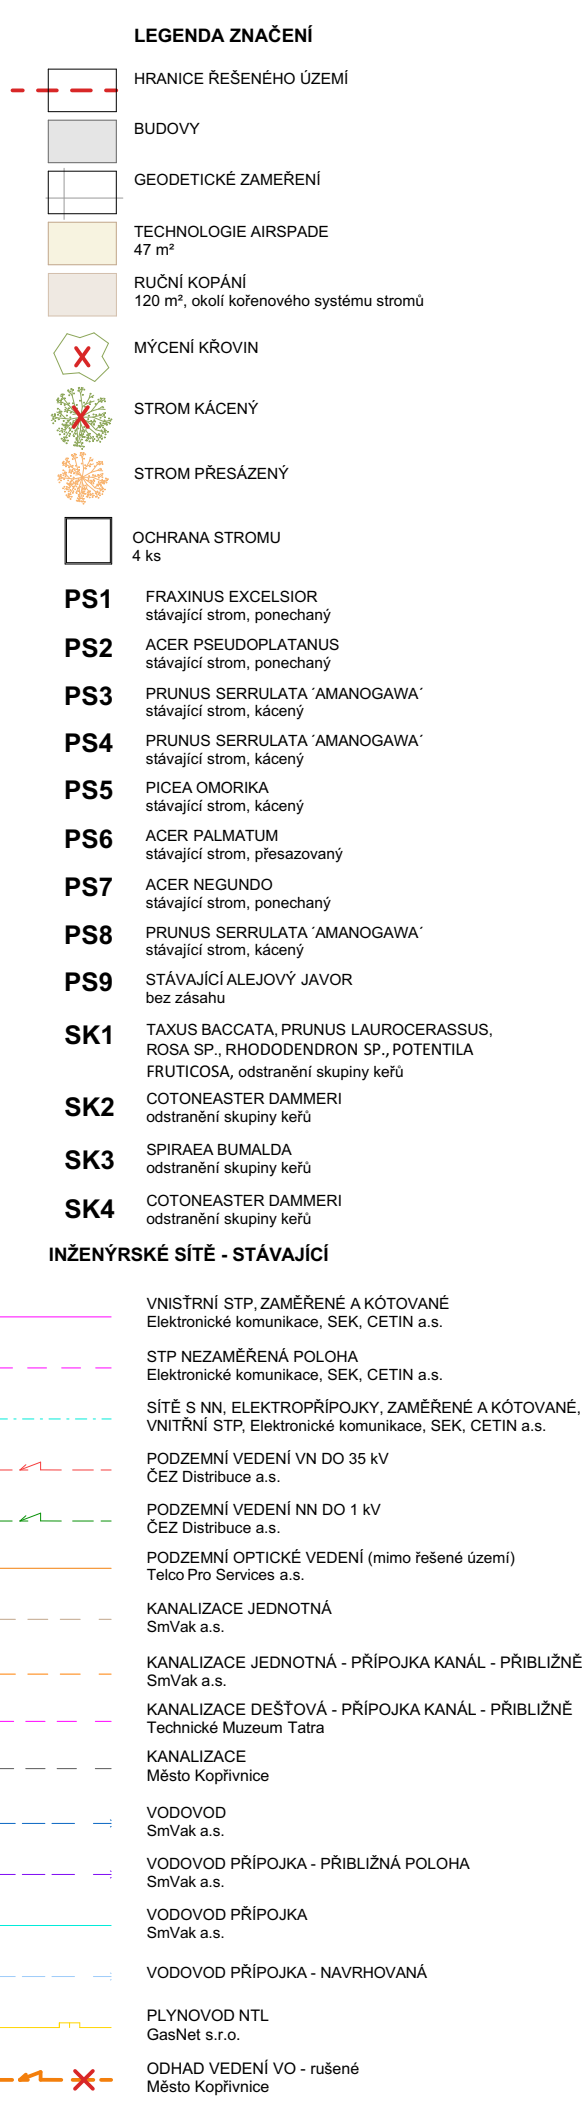 LEGENDA ZNAČENÍ
HRANICE ŘEŠENÉHO ÚZEMÍ
BUDOVY
GEODETICKÉ ZAMĚŘENÍ
TECHNOLOGIE AIRSPADE
47 m²
RUČNÍ KOPÁNÍ
120 m², okolí kořenového systému stromů
MÝCENÍ KŘOVIN
STROM KÁCENÝ
STROM PŘESÁZENÝ
OCHRANA STROMU
4 ks
PS1 FRAXINUS EXCELSIOR
stávající strom, ponechaný
PS2 ACER PSEUDOPLATANUS
stávající strom, ponechaný
PS3 PRUNUS SERRULATA ´AMANOGAWA´
stávající strom, kácený
PS4 PRUNUS SERRULATA ´AMANOGAWA´
stávající strom, kácený
PS5 PICEA OMORIKA
stávající strom, kácený
PS6 ACER PALMATUM
stávající strom, přesazovaný
PS7 ACER NEGUNDO
stávající strom, ponechaný
PS8 PRUNUS SERRULATA ´AMANOGAWA´
stávající strom, kácený
PS9 STÁVAJÍCÍ ALEJOVÝ JAVOR
bez zásahu
SK1 TAXUS BACCATA, PRUNUS LAUROCERASSUS,
ROSA SP., RHODODENDRON SP., POTENTILA
FRUTICOSA, odstranění skupiny keřů
SK2 COTONEASTER DAMMERI
odstranění skupiny keřů
SK3 SPIRAEA BUMALDA
odstranění skupiny keřů
SK4 COTONEASTER DAMMERI
odstranění skupiny keřů
INŽENÝRSKÉ SÍTĚ - STÁVAJÍCÍ
VNISŤRNÍ STP, ZAMĚŘENÉ A KÓTOVANÉ
Elektronické komunikace, SEK, CETIN a.s.
STP NEZAMĚŘENÁ POLOHA
Elektronické komunikace, SEK, CETIN a.s.
SÍTĚ S NN, ELEKTROPŘÍPOJKY, ZAMĚŘENÉ A KÓTOVANÉ,
VNITŘNÍ STP, Elektronické komunikace, SEK, CETIN a.s.
PODZEMNÍ VEDENÍ VN DO 35 kV
ČEZ Distribuce a.s.
PODZEMNÍ VEDENÍ NN DO 1 kV
ČEZ Distribuce a.s.
PODZEMNÍ OPTICKÉ VEDENÍ (mimo řešené území)
Telco Pro Services a.s.
KANALIZACE JEDNOTNÁ
SmVak a.s.
KANALIZACE JEDNOTNÁ - PŘÍPOJKA KANÁL - PŘIBLIŽNĚ
SmVak a.s.
KANALIZACE DEŠŤOVÁ - PŘÍPOJKA KANÁL - PŘIBLIŽNĚ
Technické Muzeum Tatra
KANALIZACE
Město Kopřivnice
VODOVOD
SmVak a.s.
VODOVOD PŘÍPOJKA - PŘIBLIŽNÁ POLOHA
SmVak a.s.
VODOVOD PŘÍPOJKA
SmVak a.s.
VODOVOD PŘÍPOJKA - NAVRHOVANÁ
PLYNOVOD NTL
GasNet s.r.o.
ODHAD VEDENÍ VO - rušené
Město Kopřivnice